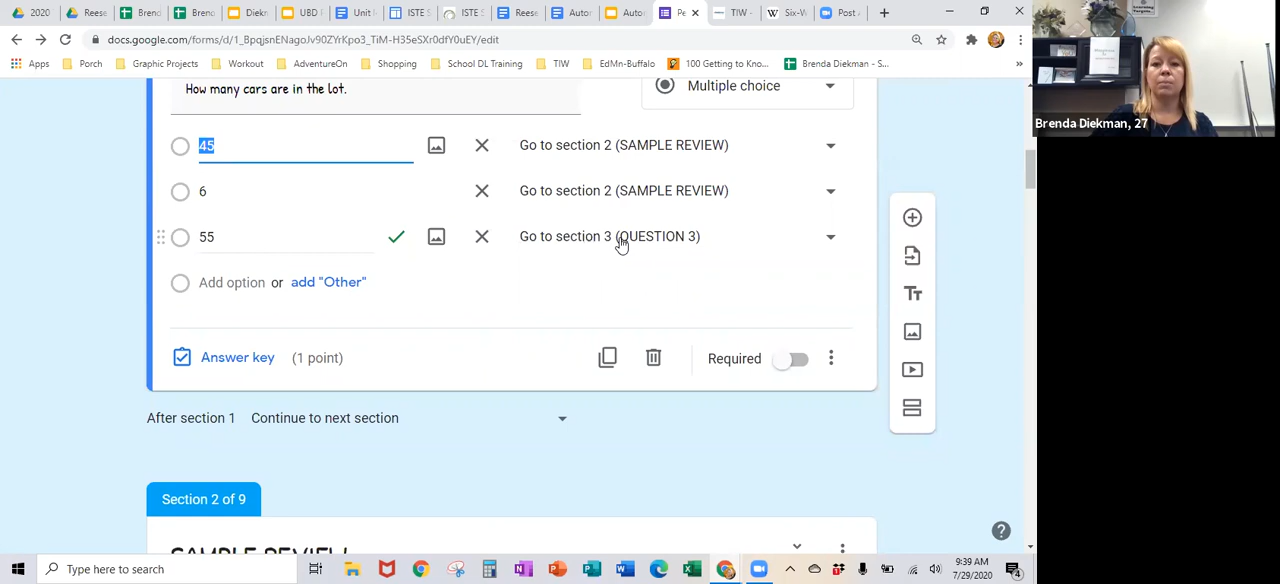 2020
Reese
Brend
Brend
Diekn
UBD
Unit
ISTE S
ISTE S
Reese
Autor
Autor
Pe
TIW -
Six-W
Post
docs.google.com/forms/d/1_BpqjsnENagoJv90ZYrKpo3_TiM-H35eSXr0dfY0uEY/edit
Apps
Porch
Graphic Projects
Workout
AdventureOn
Shopping
School DL Training
TIW
EdMn-Buffalo
100 Getting to Kno...
Brenda Diekman - S...
»
How many cars are in the lot.
Multiple choice
45
Go to section 2 (SAMPLE REVIEW)
6
Go to section 2 (SAMPLE REVIEW)
55
Go to section 3 (QUESTION 3)
Add option or add "Other"
Answer key (1 point)
Required
After section 1 Continue to next section
Section 2 of 9
SAMPLE REVIEW
Type here to search
9:39 AM
7/29/2020
4
Brenda Diekman, 27